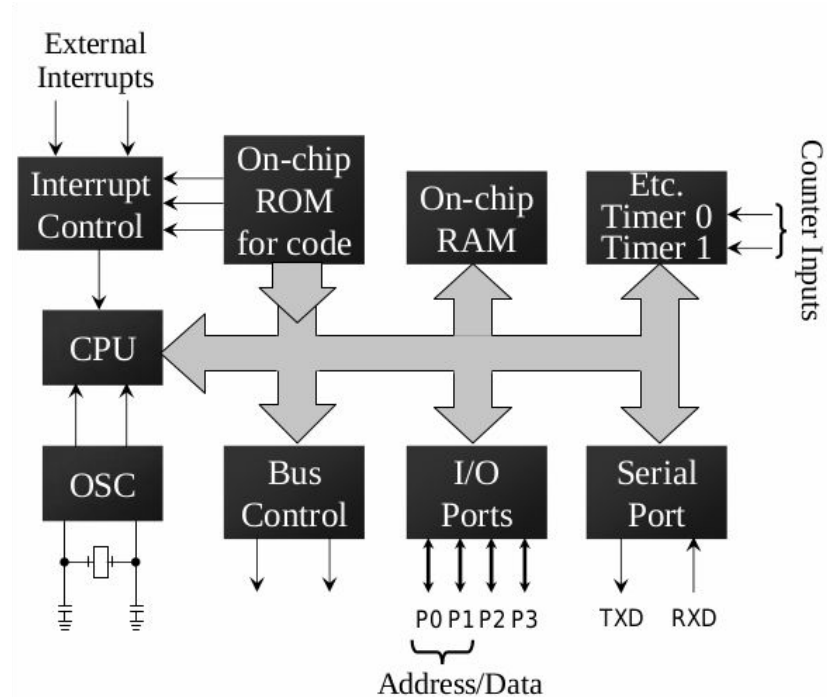 External
Interrupts
Interrupt
Control
On-chip
ROM
for code
On-chip
RAM
Etc.
Timer 0
Timer 1
Counter Inputs
CPU
OSC
Bus
Control
I/O
Ports
Serial
Port
P0 P1 P2 P3
TXD RXD
Address/Data